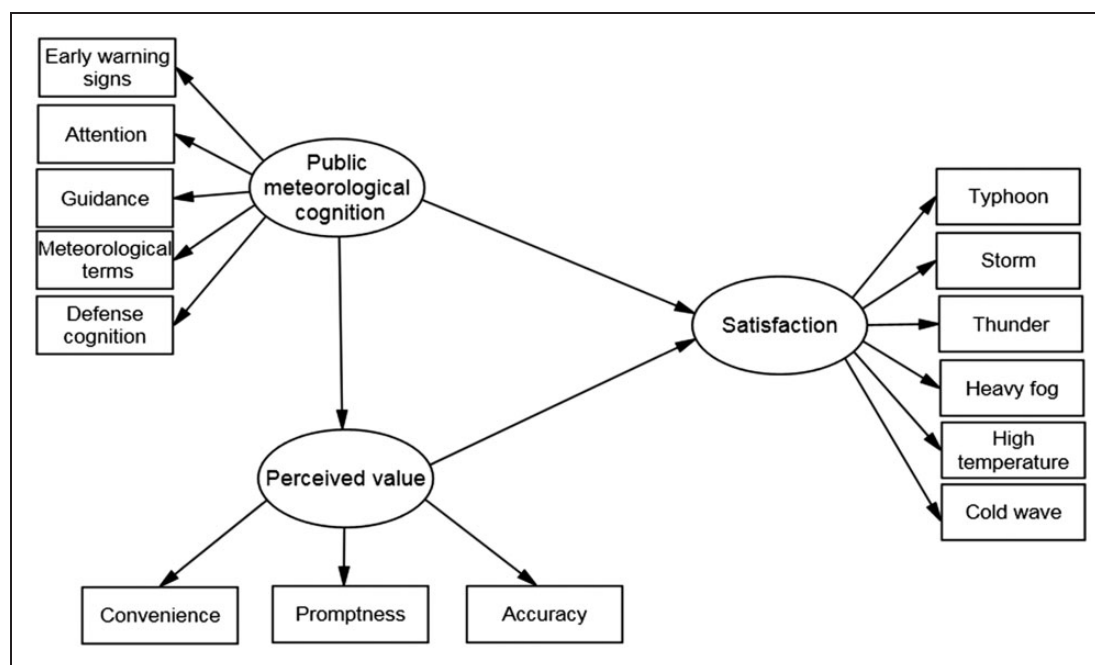 Early warning
signs
Attention
Guidance
Meteorological
terms
Defense
cognition
Public
meteorological
cognition
Perceived value
Convenience
Promptness
Accuracy
Satisfaction
Typhoon
Storm
Thunder
Heavy fog
High
temperature
Cold wave